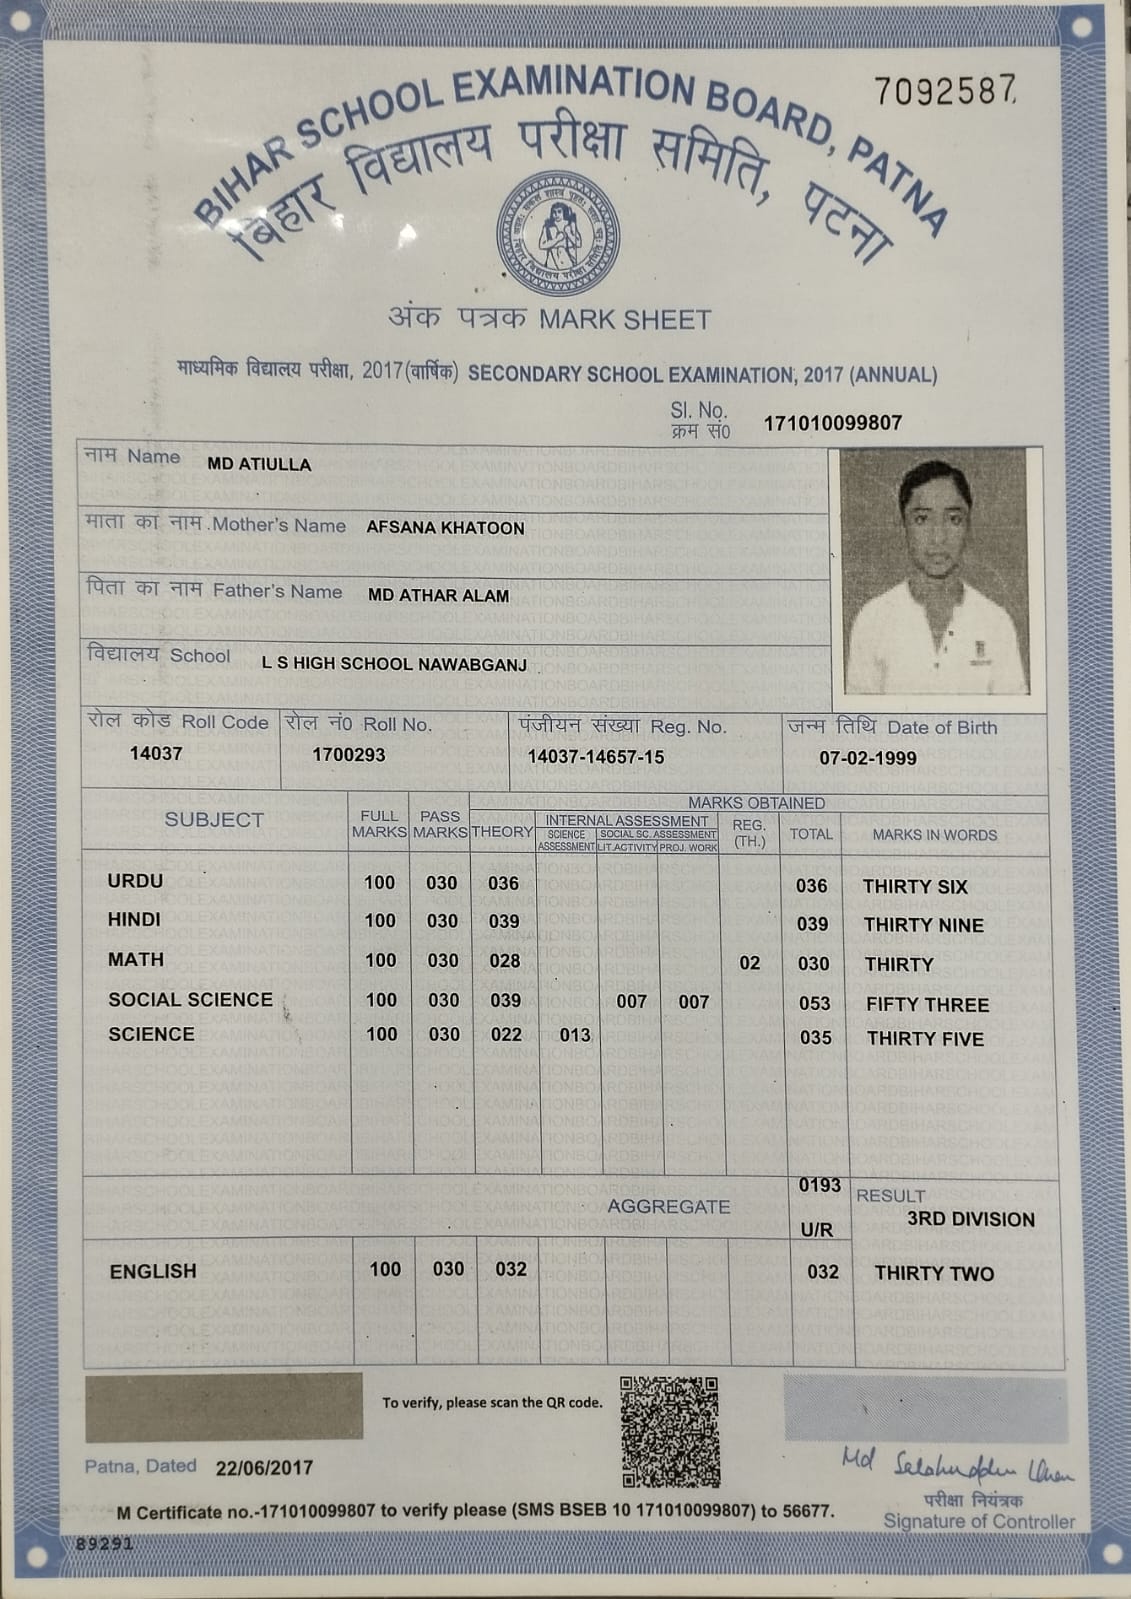 7092587
BIHAR SCHOOL EXAMINATION BOARD, PATNA
बिहार विद्यालय परीक्षा समिति, पटना
अंक पत्रक MARK SHEET
माध्यमिक विद्यालय परीक्षा, 2017(वार्षिक) SECONDARY SCHOOL EXAMINATION, 2017 (ANNUAL)
Sl. No.
क्रम सं0 171010099807
नाम Name MD ATIULLA
माता का नाम Mother's Name AFSANA KHATOON
पिता का नाम Father's Name MD ATHAR ALAM
विद्यालय School L S HIGH SCHOOL NAWABGANJ
रोल कोड Roll Code रोल नं0 Roll No. पंजीयन संख्या Reg. No. जन्म तिथि Date of Birth
14037 1700293 14037-14657-15 07-02-1999
MARKS OBTAINED
SUBJECT FULL MARKS PASS MARKS THEORY INTERNAL ASSESSMENT REG. (TH.) TOTAL MARKS IN WORDS
SCIENCE ASSESSMENT SOCIAL SC. ASSESSMENT
LIT.ACTIVITY PROJ. WORK
URDU 100 030 036 036 THIRTY SIX
HINDI 100 030 039 039 THIRTY NINE
MATH 100 030 028 02 030 THIRTY
SOCIAL SCIENCE 100 030 039 007 007 053 FIFTY THREE
SCIENCE 100 030 022 013 035 THIRTY FIVE
AGGREGATE 0193 RESULT
U/R 3RD DIVISION
ENGLISH 100 030 032 032 THIRTY TWO
To verify, please scan the QR code.
Patna, Dated 22/06/2017
Md Salahuddin Khan
परीक्षा नियंत्रक
Signature of Controller
M Certificate no.-171010099807 to verify please (SMS BSEB 10 171010099807) to 56677.
89291